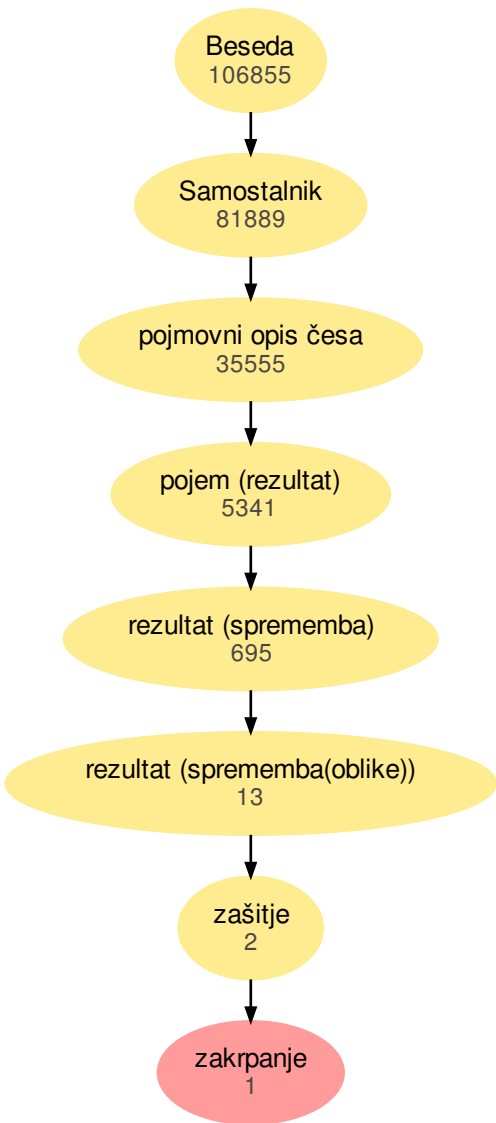 Beseda
106855
Samostalnik
81889
pojmovni opis česa
35555
pojem (rezultat)
5341
rezultat (sprememba)
695
rezultat (sprememba(oblike))
13
zašitje
2
zakrpanje
1